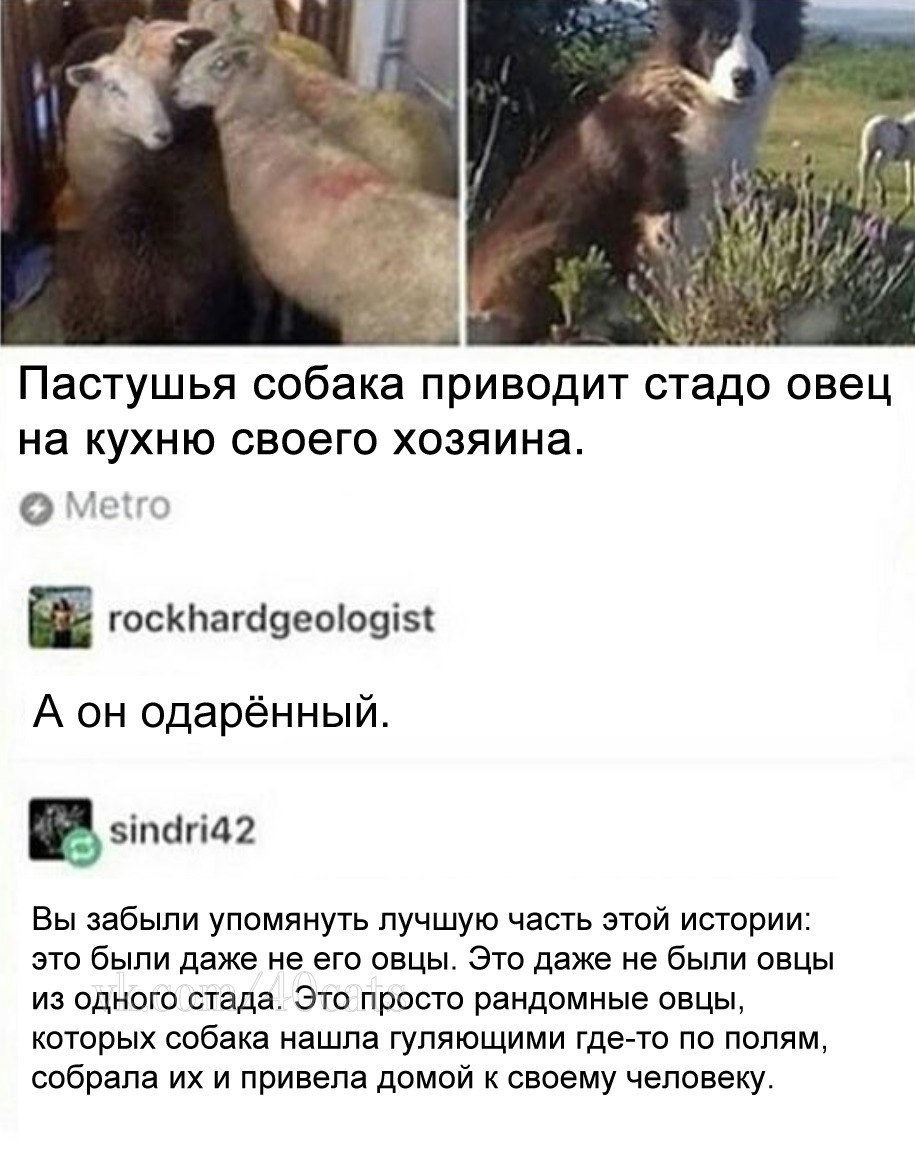 Пастушья собака приводит стадо овец
на кухню своего хозяина.
Metro
rockhardgeologist
А он одарённый.
sindri42
Вы забыли упомянуть лучшую часть этой истории:
это были даже не его овцы. Это даже не были овцы
из одного стада. Это просто рандомные овцы,
которых собака нашла гуляющими где-то по полям,
собрала их и привела домой к своему человеку.
vk.com/49cats